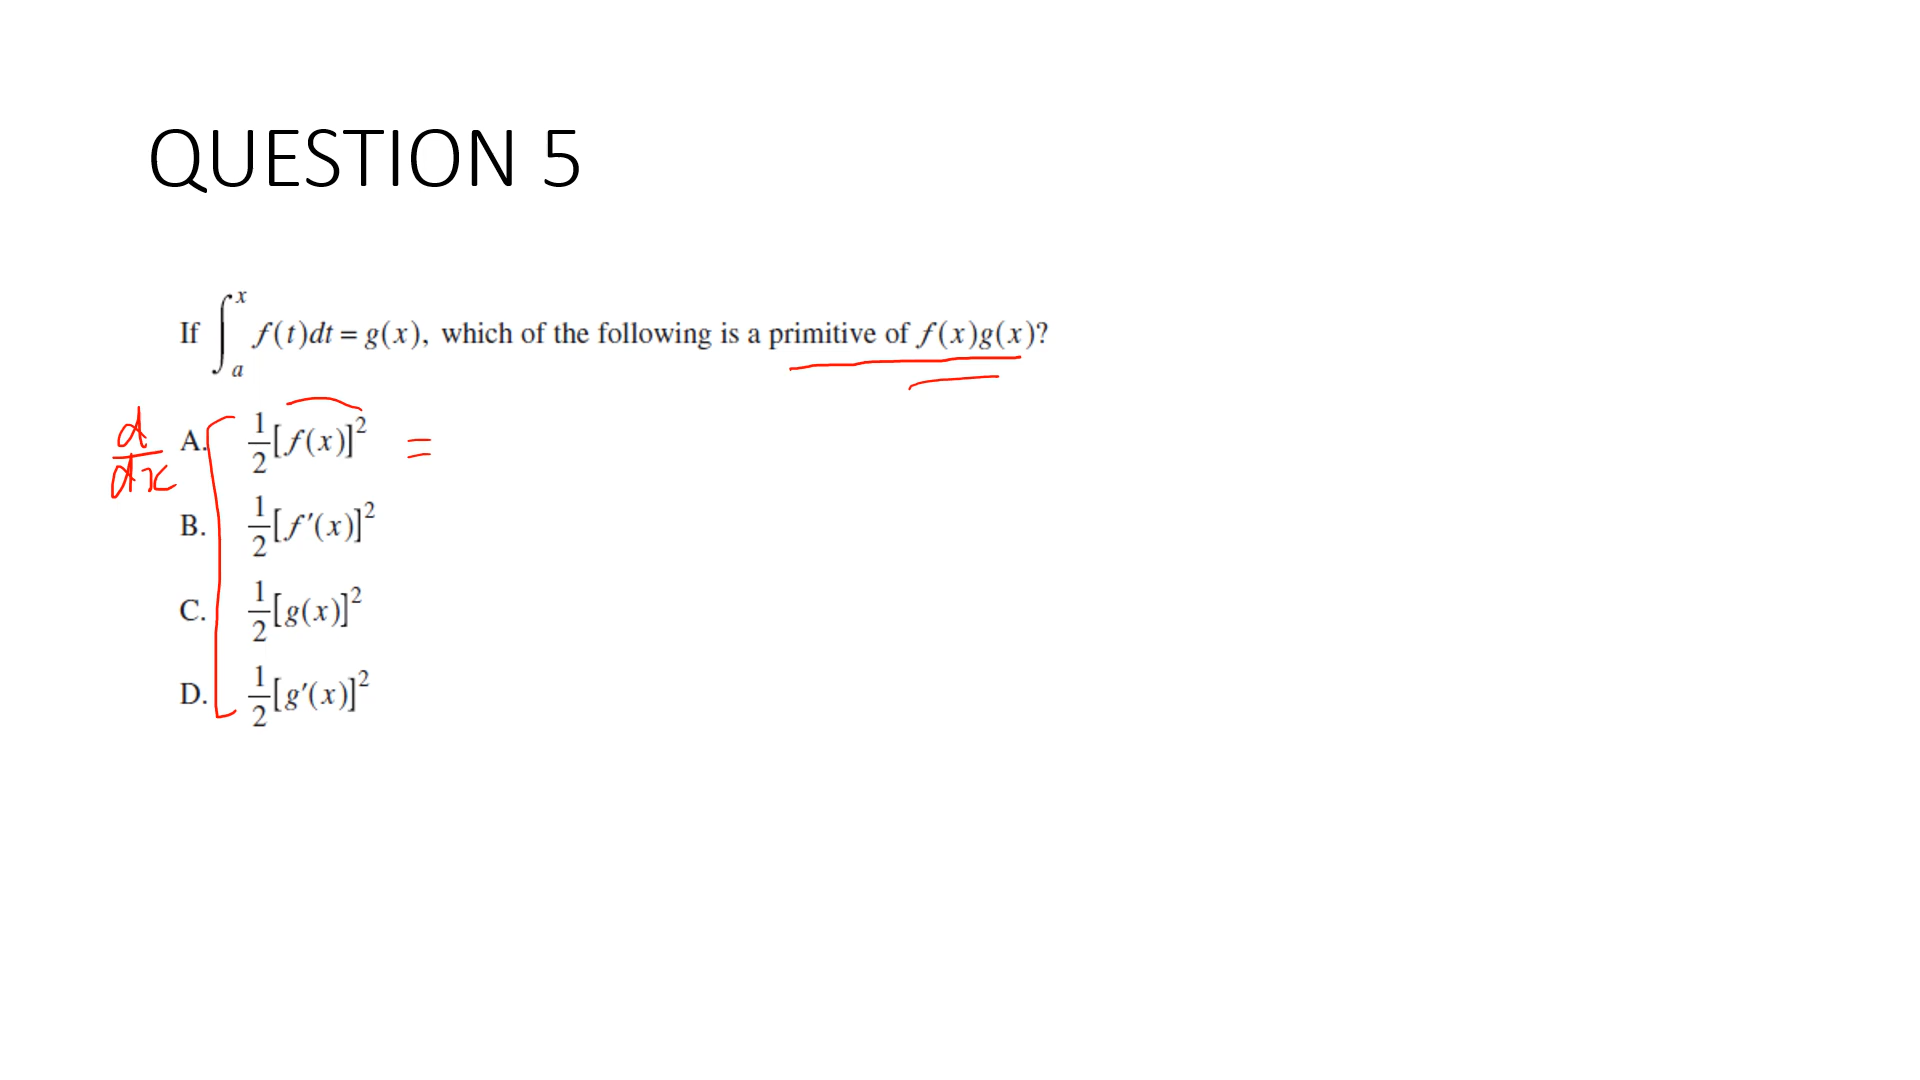 QUESTION 5
If ∫ₐˣ f(t)dt = g(x), which of the following is a primitive of f(x)g(x)?
d/dx
A. 1/2[f(x)]² =
B. 1/2[f′(x)]²
C. 1/2[g(x)]²
D. 1/2[g′(x)]²